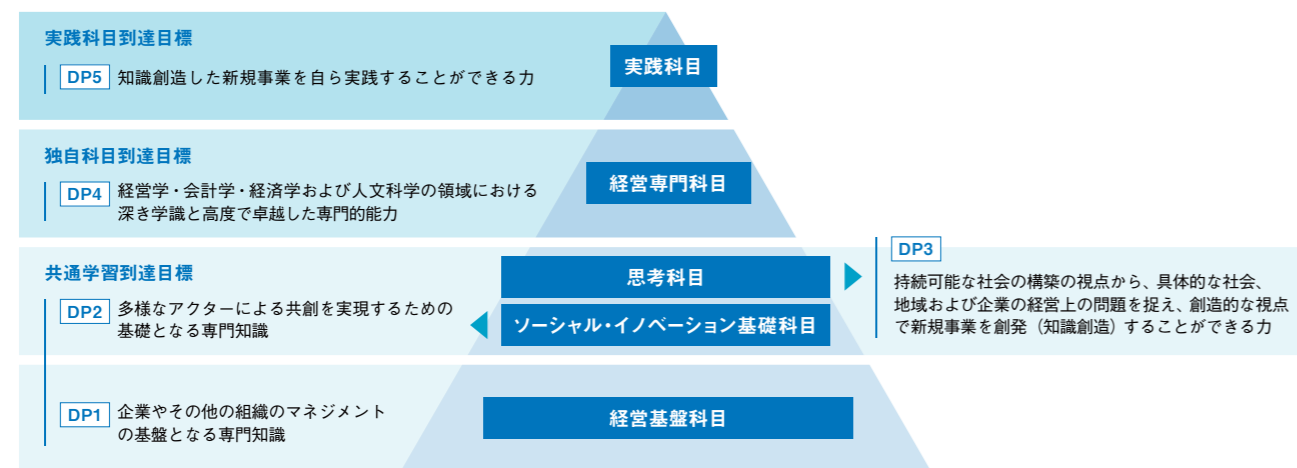 実践科目到達目標
DP5 知識創造した新規事業を自ら実践することができる力
実践科目
独自科目到達目標
DP4 経営学・会計学・経済学および人文科学の領域における
深き学識と高度で卓越した専門的能力
経営専門科目
共通学習到達目標
DP2 多様なアクターによる共創を実現するための
基礎となる専門知識
思考科目
ソーシャル・イノベーション基礎科目
DP3
持続可能な社会の構築の視点から、具体的な社会、
地域および企業の経営上の問題を捉え、創造的な視点
で新規事業を創発（知識創造）することができる力
DP1 企業やその他の組織のマネジメント
の基盤となる専門知識
経営基盤科目